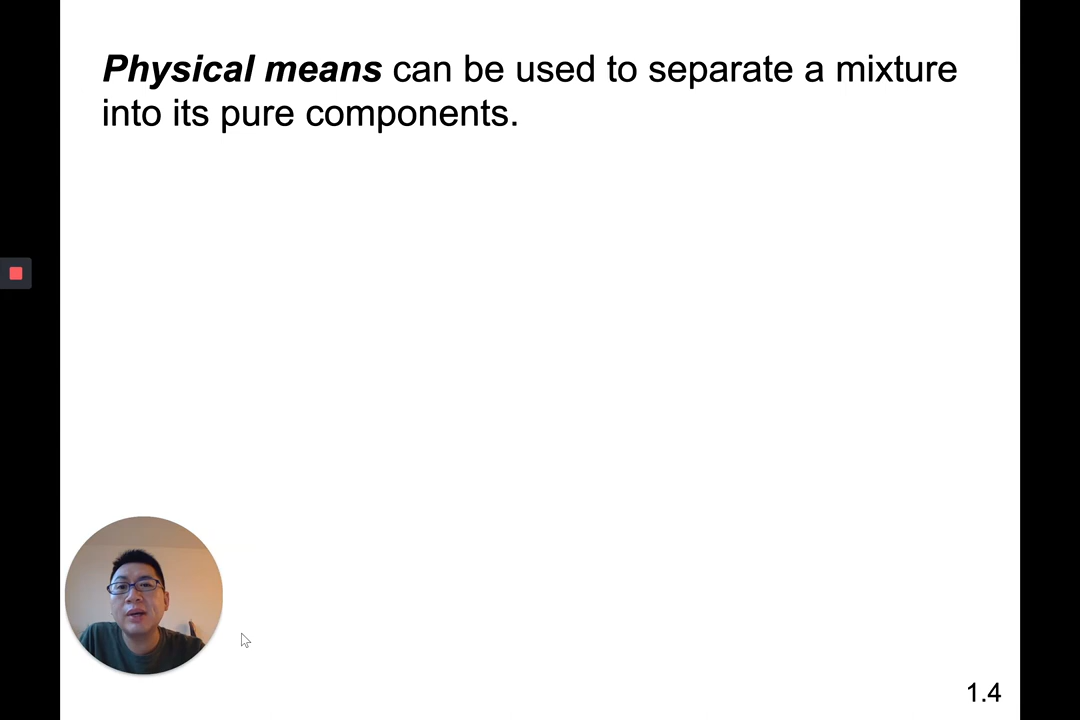 Physical means can be used to separate a mixture
into its pure components.
1.4